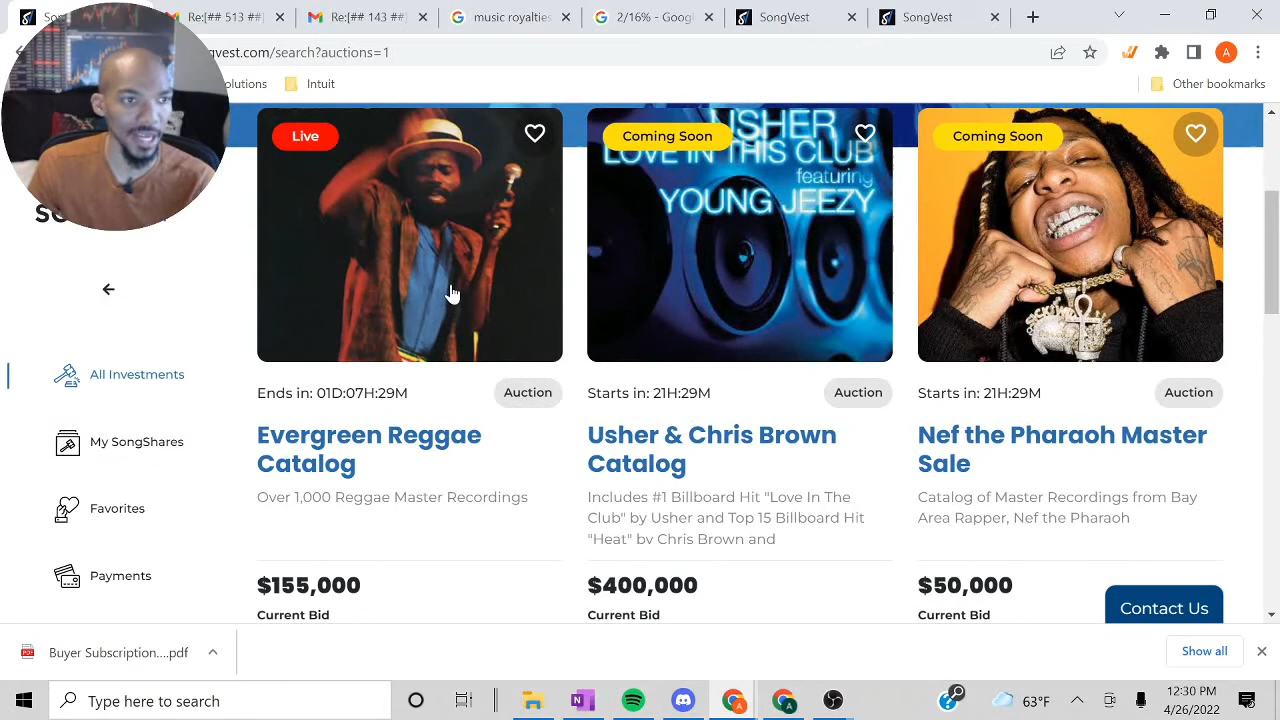 Re:[## 513 ##]
Re:[## 143 ##
2/16% - Goog
SongVest
vest.com/search?auctions=1
Intuit
Other bookmarks
Live
Coming Soon
Coming Soon
USHER
LOVE IN THIS CLUB
featuring
YOUNG JEEZY
All Investments
My SongShares
Favorites
Payments
Ends in: 01D:07H:29M
Auction
Evergreen Reggae
Catalog
Over 1,000 Reggae Master Recordings
$155,000
Current Bid
Starts in: 21H:29M
Auction
Usher & Chris Brown
Catalog
Includes #1 Billboard Hit "Love In The
Club" by Usher and Top 15 Billboard Hit
"Heat" by Chris Brown and
$400,000
Current Bid
Starts in: 21H:29M
Auction
Nef the Pharaoh Master
Sale
Catalog of Master Recordings from Bay
Area Rapper, Nef the Pharaoh
$50,000
Current Bid
Contact Us
Buyer Subscription....pdf
Show all
Type here to search
63°F
12:30 PM
4/26/2022